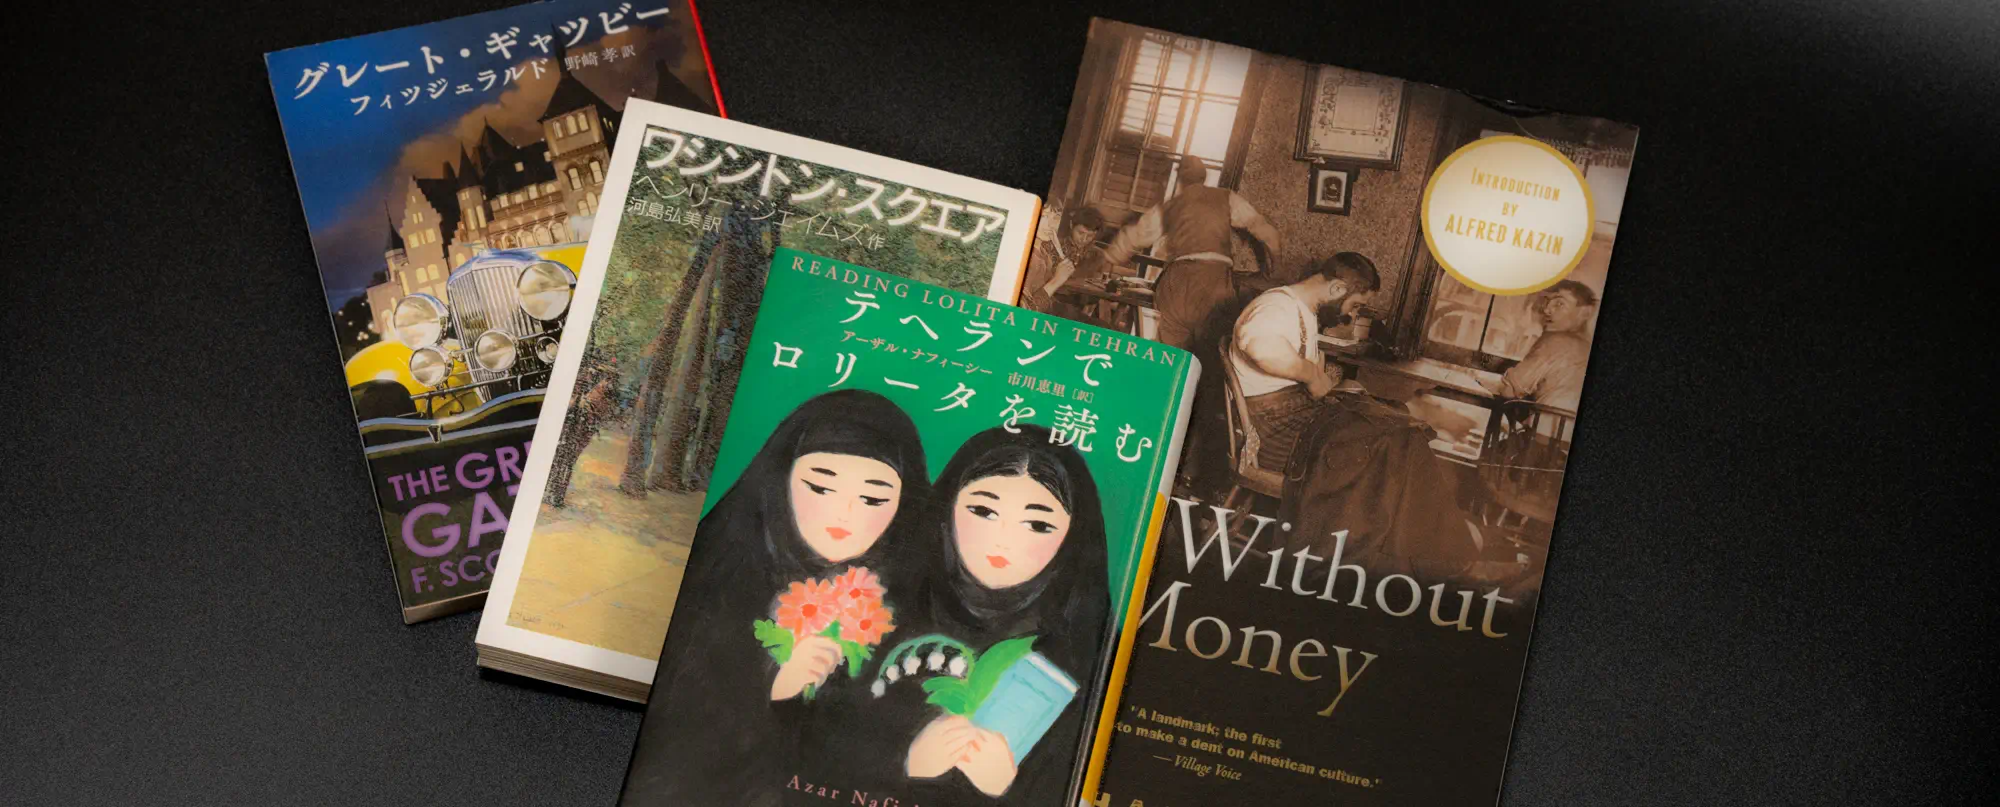 グレート・ギャツビー
フィツジェラルド 野崎 孝 訳
THE GRE
GA
F. SCO
ワシントン・スクエア
ヘンリー・ジェイムズ作
河島弘美訳
READING LOLITA IN TEHRAN
テヘランで
アーザル・ナフィーシー 市川恵里［訳］
ロリータを読む
Azar Nafi
INTRODUCTION
BY
ALFRED KAZIN
Without
Money
"A landmark; the first
to make a dent on American culture."
— Village Voice